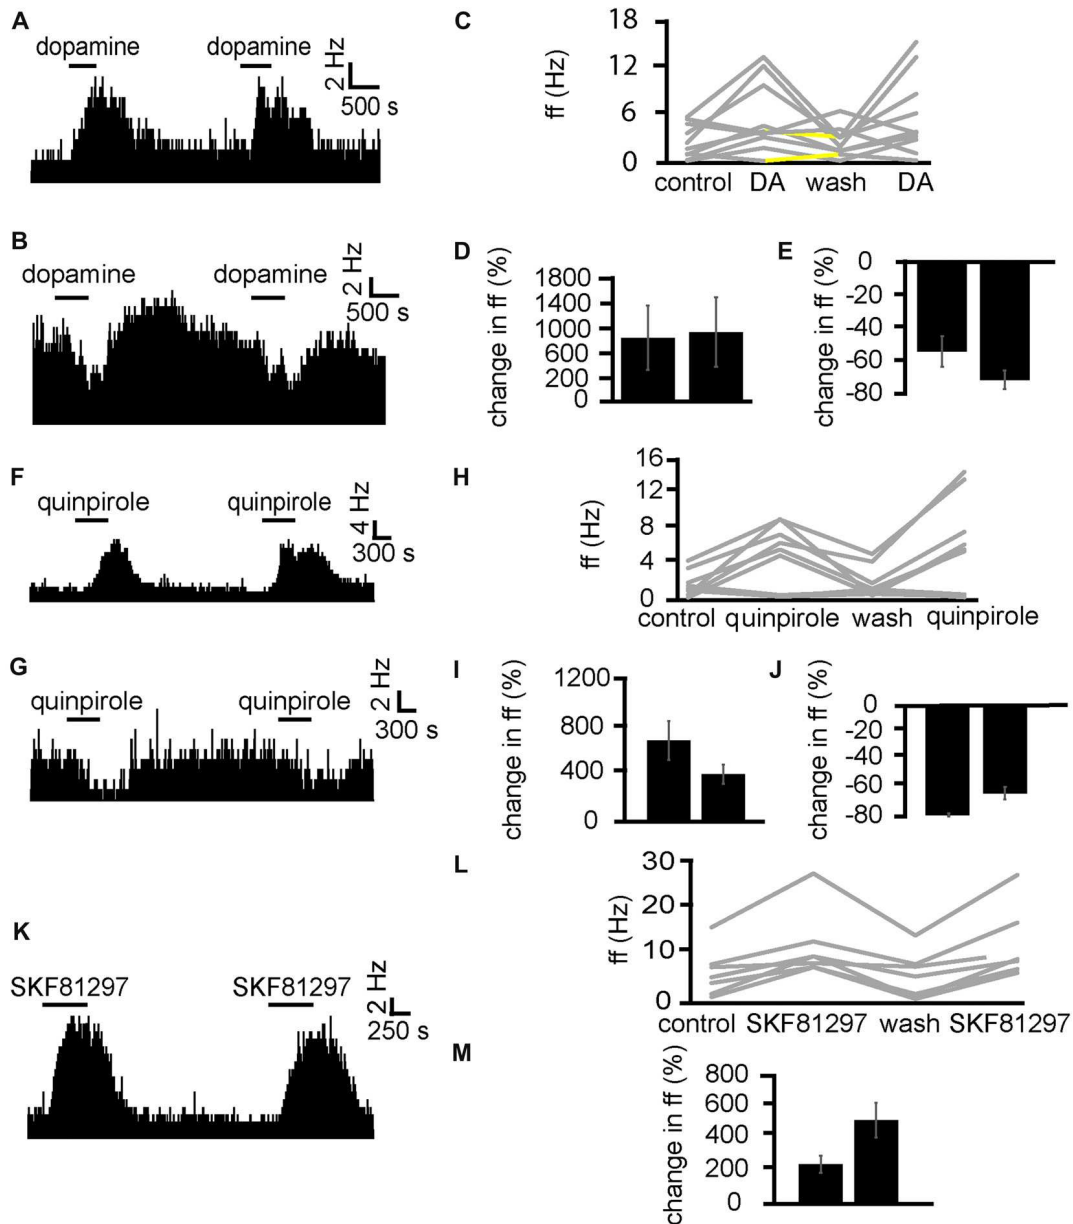 A
dopamine
dopamine
2 Hz
500 s
C
ff (Hz)
18
12
6
0
control DA wash DA
B
dopamine
dopamine
2 Hz
500 s
D
change in ff (%)
1800
1400
1000
600
200
0
E
change in ff (%)
0
-20
-40
-60
-80
F
quinpirole
quinpirole
4 Hz
300 s
H
ff (Hz)
16
12
8
4
0
control quinpirole wash quinpirole
G
quinpirole
quinpirole
2 Hz
300 s
I
change in ff (%)
1200
800
400
0
J
change in ff (%)
0
-20
-40
-60
-80
K
SKF81297
SKF81297
2 Hz
250 s
L
ff (Hz)
30
20
10
0
control SKF81297 wash SKF81297
M
change in ff (%)
800
600
400
200
0